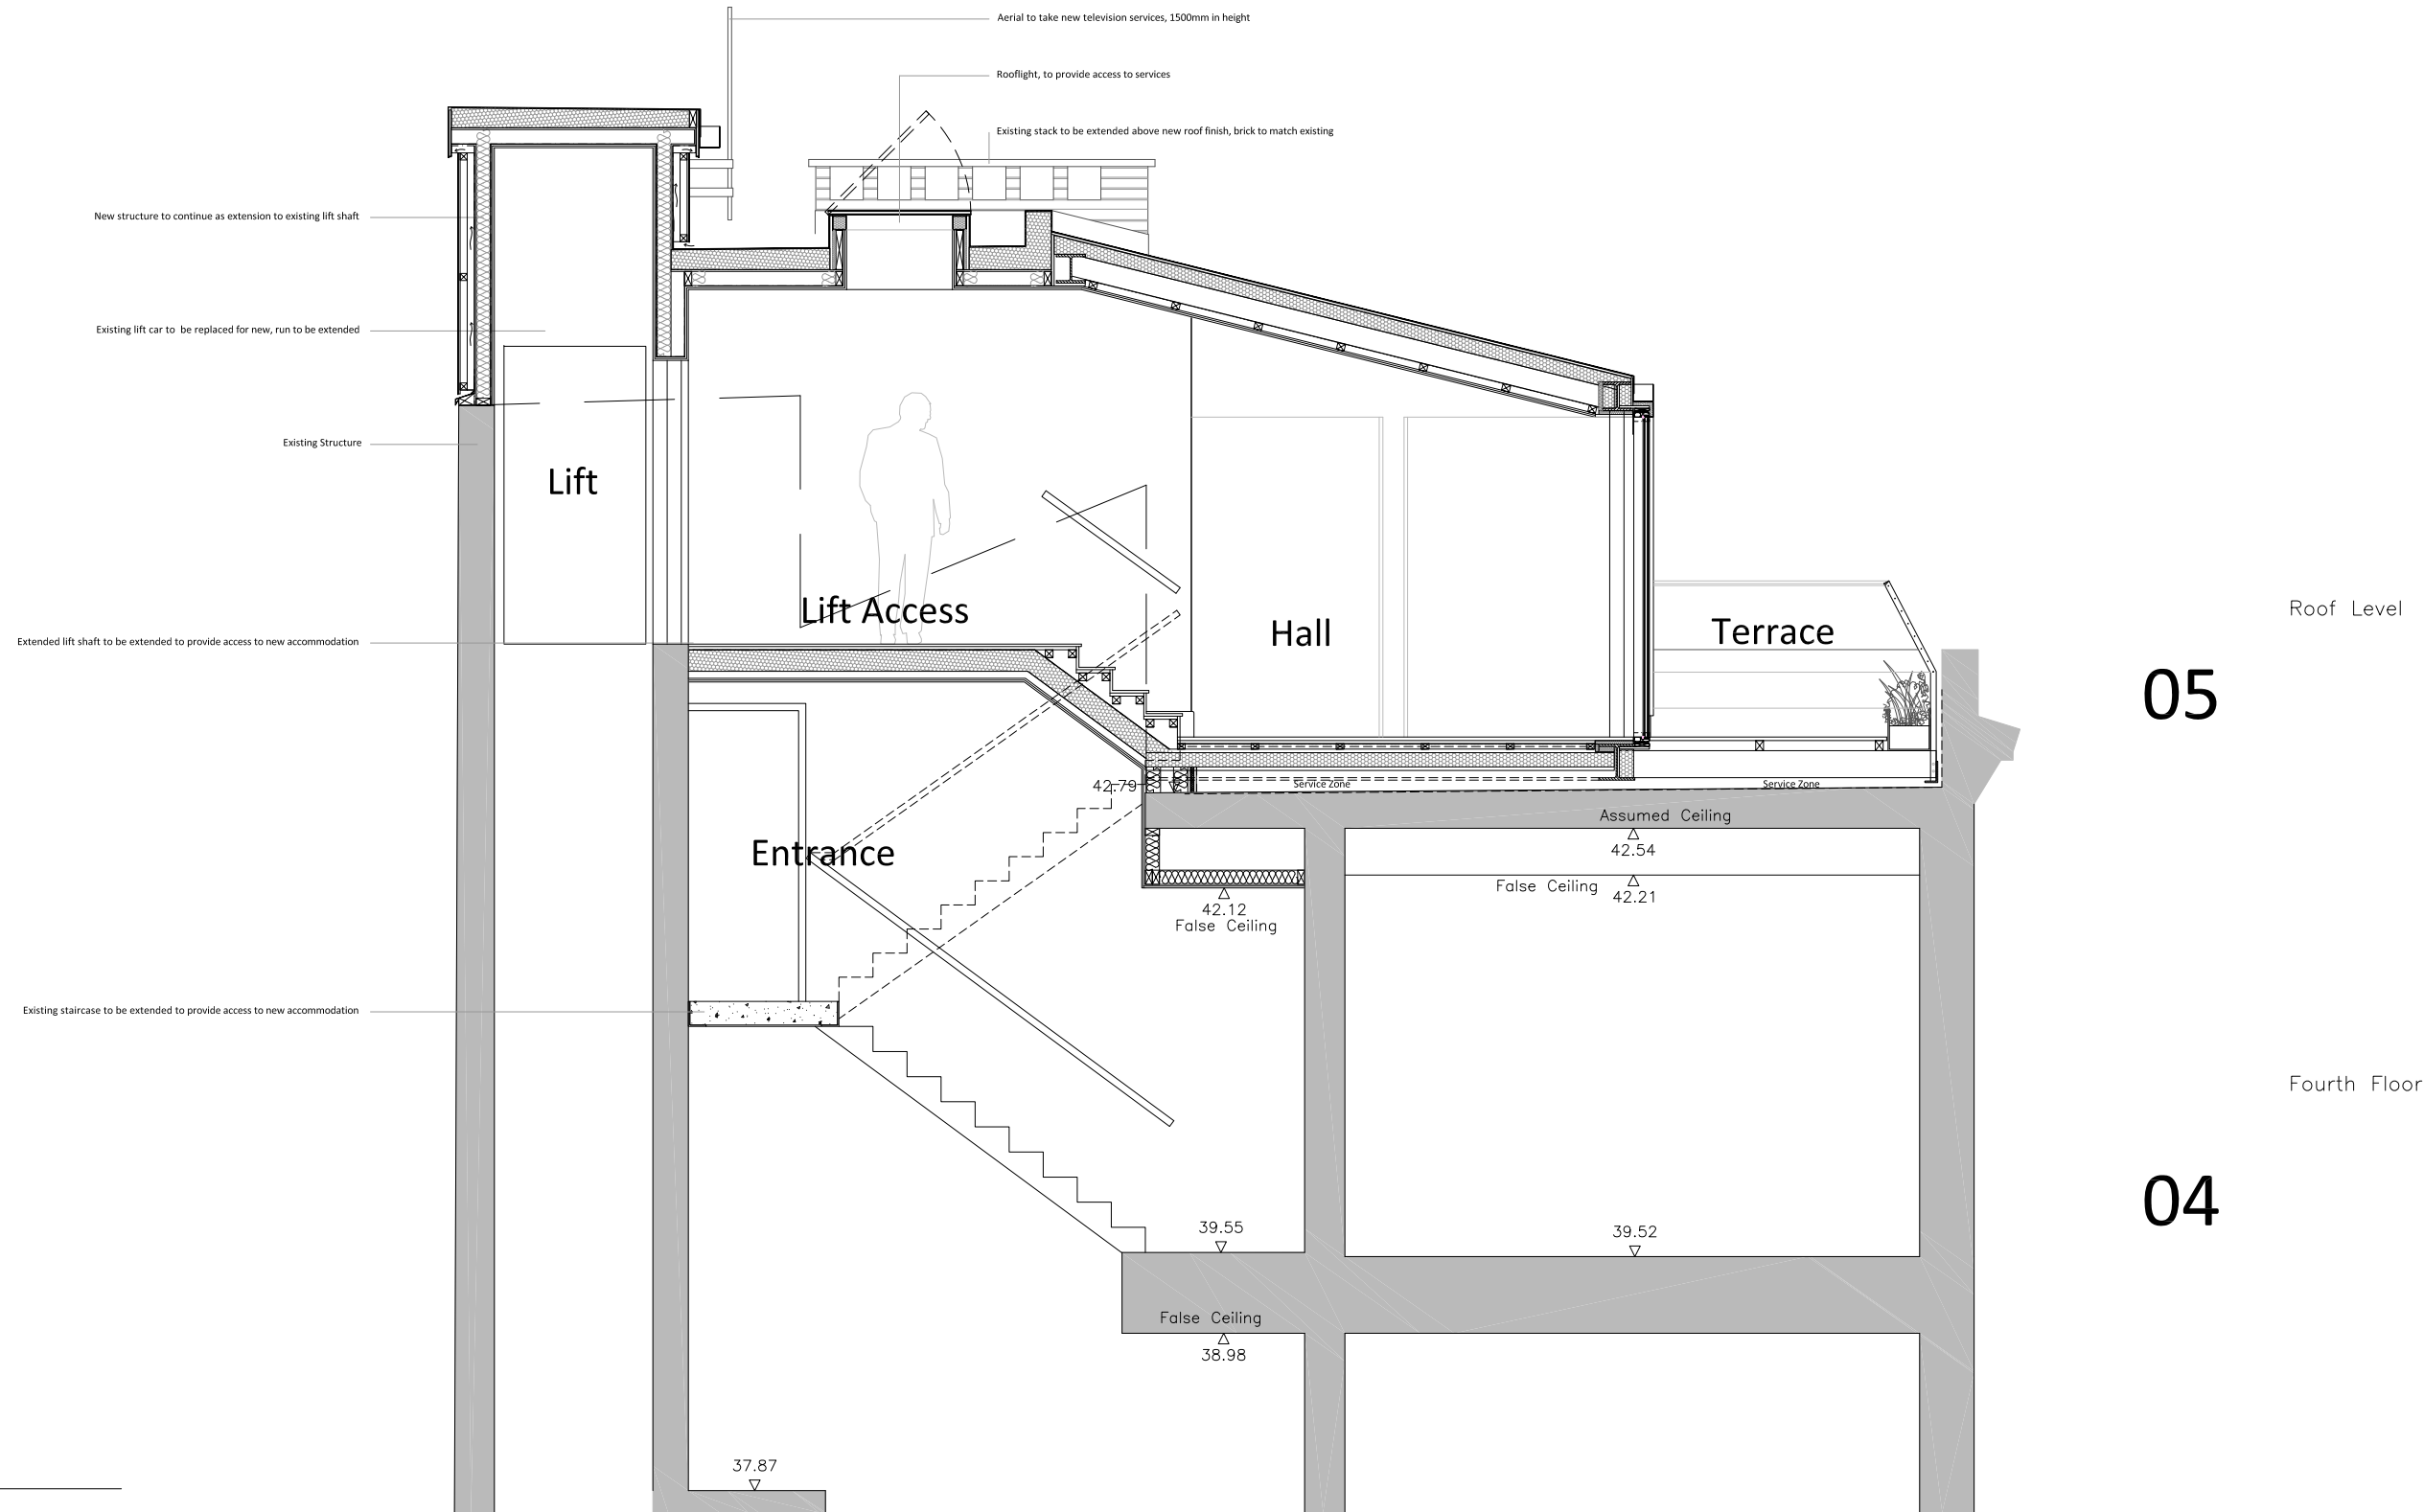 Aerial to take new television services, 1500mm in height
Rooflight, to provide access to services
Existing stack to be extended above new roof finish, brick to match existing
New structure to continue as extension to existing lift shaft
Existing lift car to be replaced for new, run to be extended
Existing Structure
Lift
Lift Access
Hall
Terrace
Roof Level
Extended lift shaft to be extended to provide access to new accommodation
05
42.79
Service Zone
Service Zone
Assumed Ceiling
42.54
Entrance
False Ceiling
42.21
42.12
False Ceiling
Existing staircase to be extended to provide access to new accommodation
Fourth Floor
04
39.55
39.52
False Ceiling
38.98
37.87